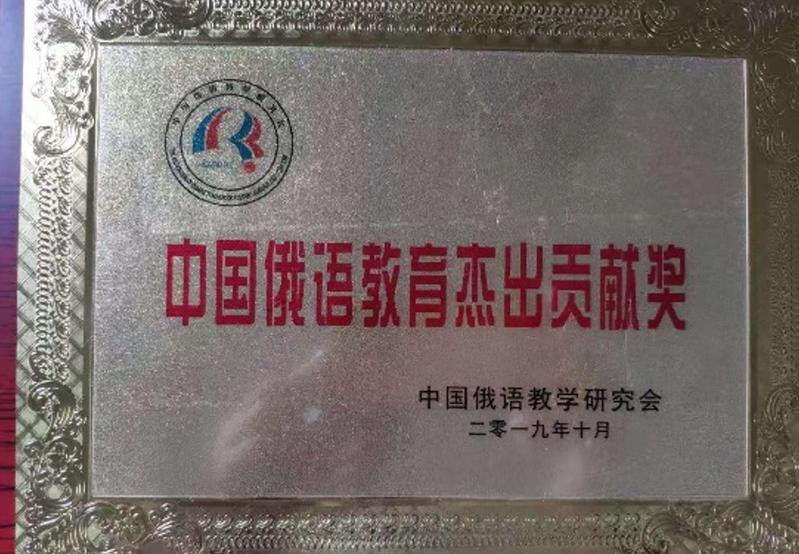 中国俄语教育杰出贡献奖
中国俄语教学研究会
二零一九年十月